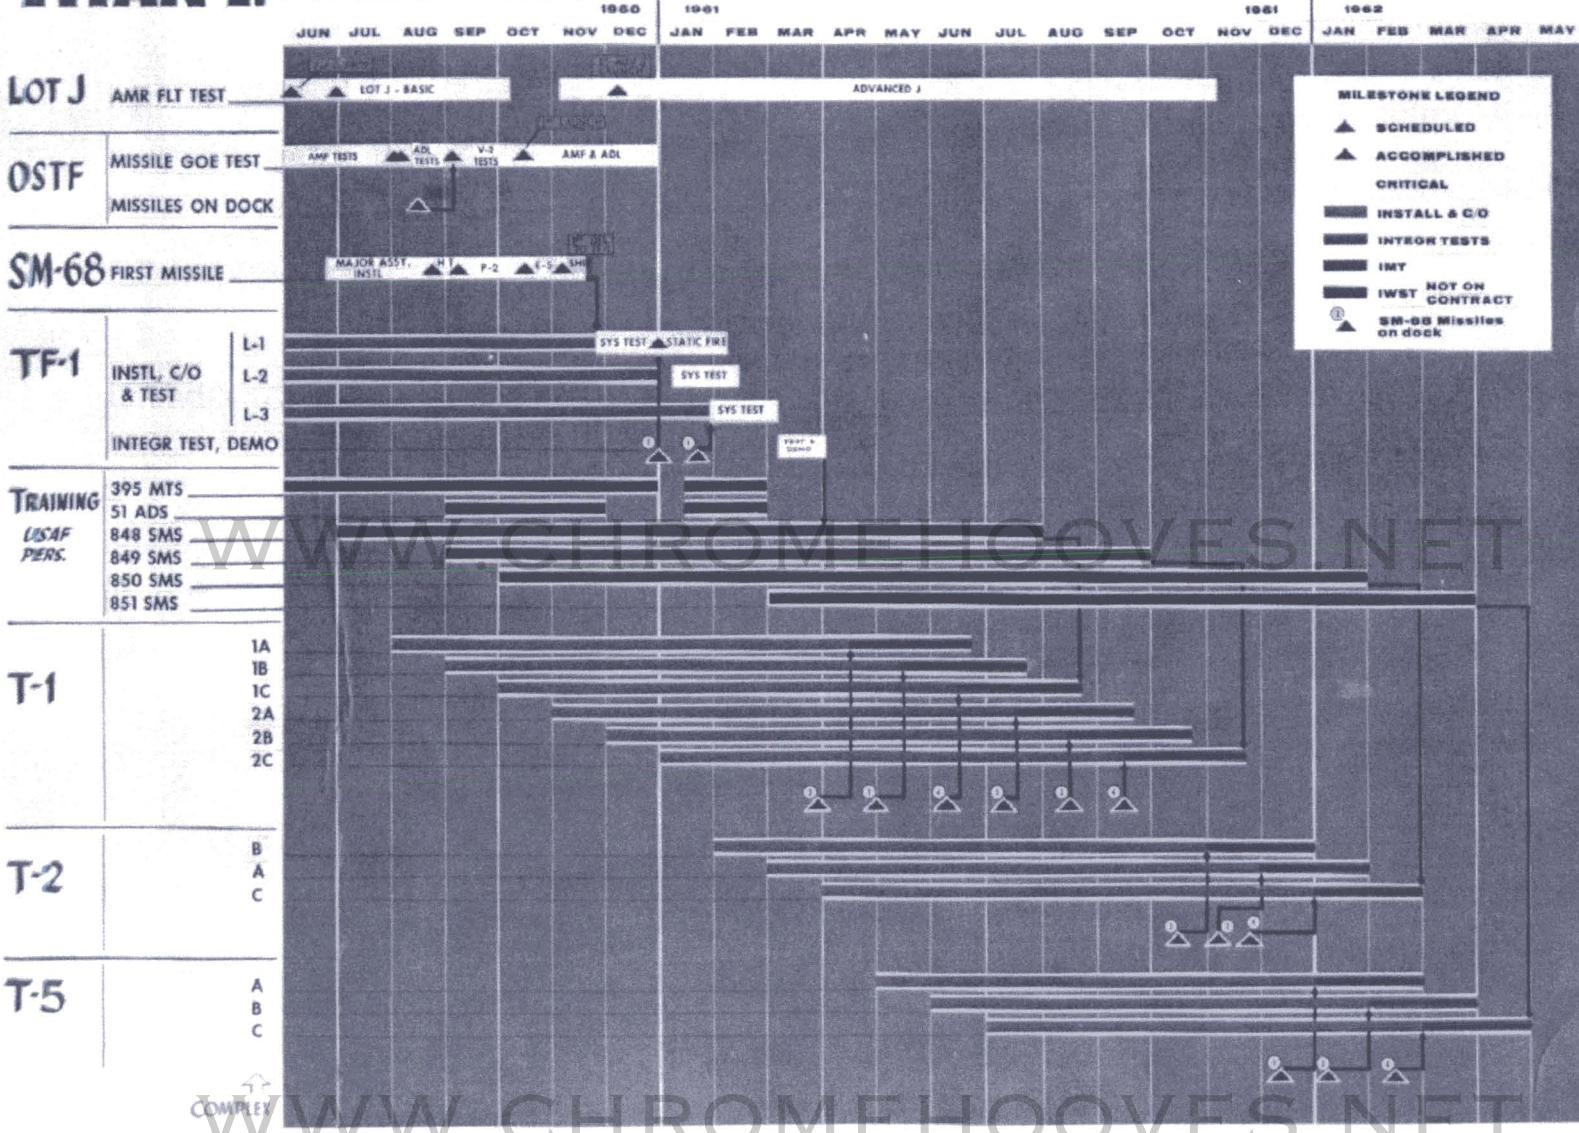 1960 1961 1961 1962
JUN JUL AUG SEP OCT NOV DEC JAN FEB MAR APR MAY JUN JUL AUG SEP OCT NOV DEC JAN FEB MAR APR MAY
LOT J AMR FLT TEST LOT J - BASIC ADVANCED J
MILESTONE LEGEND
SCHEDULED
ACCOMPLISHED
CRITICAL
INSTALL & C/O
INTEGR TESTS
IMT
IWST NOT ON
CONTRACT
SM-68 Missiles
on dock
OSTF MISSILE GOE TEST AMF TESTS ADL TESTS V-2 TESTS AMF & ADL
MISSILES ON DOCK
SM-68 FIRST MISSILE MAJOR ASSY, INSTL H T P-2 E-5 SHI
TF-1 INSTL, C/O
& TEST
L-1 SYS TEST STATIC FIRE
L-2 SYS TEST
L-3 SYS TEST
INTEGR TEST, DEMO
TRAINING
USAF
PERS.
395 MTS
51 ADS
848 SMS
849 SMS
850 SMS
851 SMS
WWW.CHROMEHOOVES.NET
T-1
1A
1B
1C
2A
2B
2C
T-2
B
A
C
T-5
A
B
C
COMPLEX
WWW.CHROMEHOOVES.NET